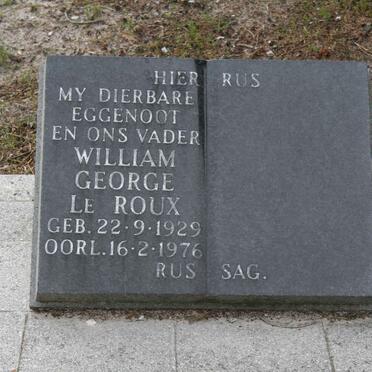 HIER RUS
MY DIERBARE
EGGENOOT
EN ONS VADER
WILLIAM
GEORGE
LE ROUX
GEB. 22·9·1929
OORL. 16·2·1976
RUS SAG.